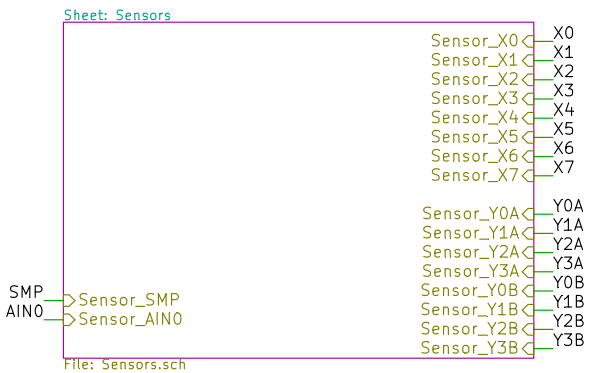 Sheet: Sensors
Sensor_X0 X0
Sensor_X1 X1
Sensor_X2 X2
Sensor_X3 X3
Sensor_X4 X4
Sensor_X5 X5
Sensor_X6 X6
Sensor_X7 X7
Sensor_Y0A Y0A
Sensor_Y1A Y1A
Sensor_Y2A Y2A
Sensor_Y3A Y3A
Sensor_Y0B Y0B
SMP Sensor_SMP
Sensor_Y1B Y1B
AIN0 Sensor_AIN0
Sensor_Y2B Y2B
Sensor_Y3B Y3B
File: Sensors.sch